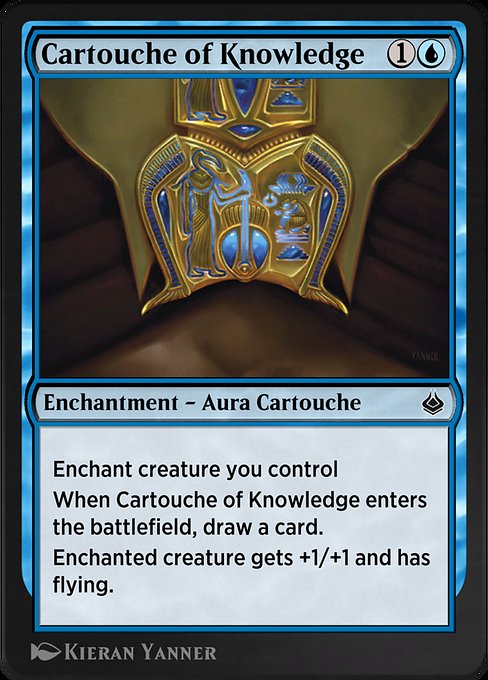 Cartouche of Knowledge 1
Yanner
Enchantment – Aura Cartouche
Enchant creature you control
When Cartouche of Knowledge enters
the battlefield, draw a card.
Enchanted creature gets +1/+1 and has
flying.
Kieran Yanner